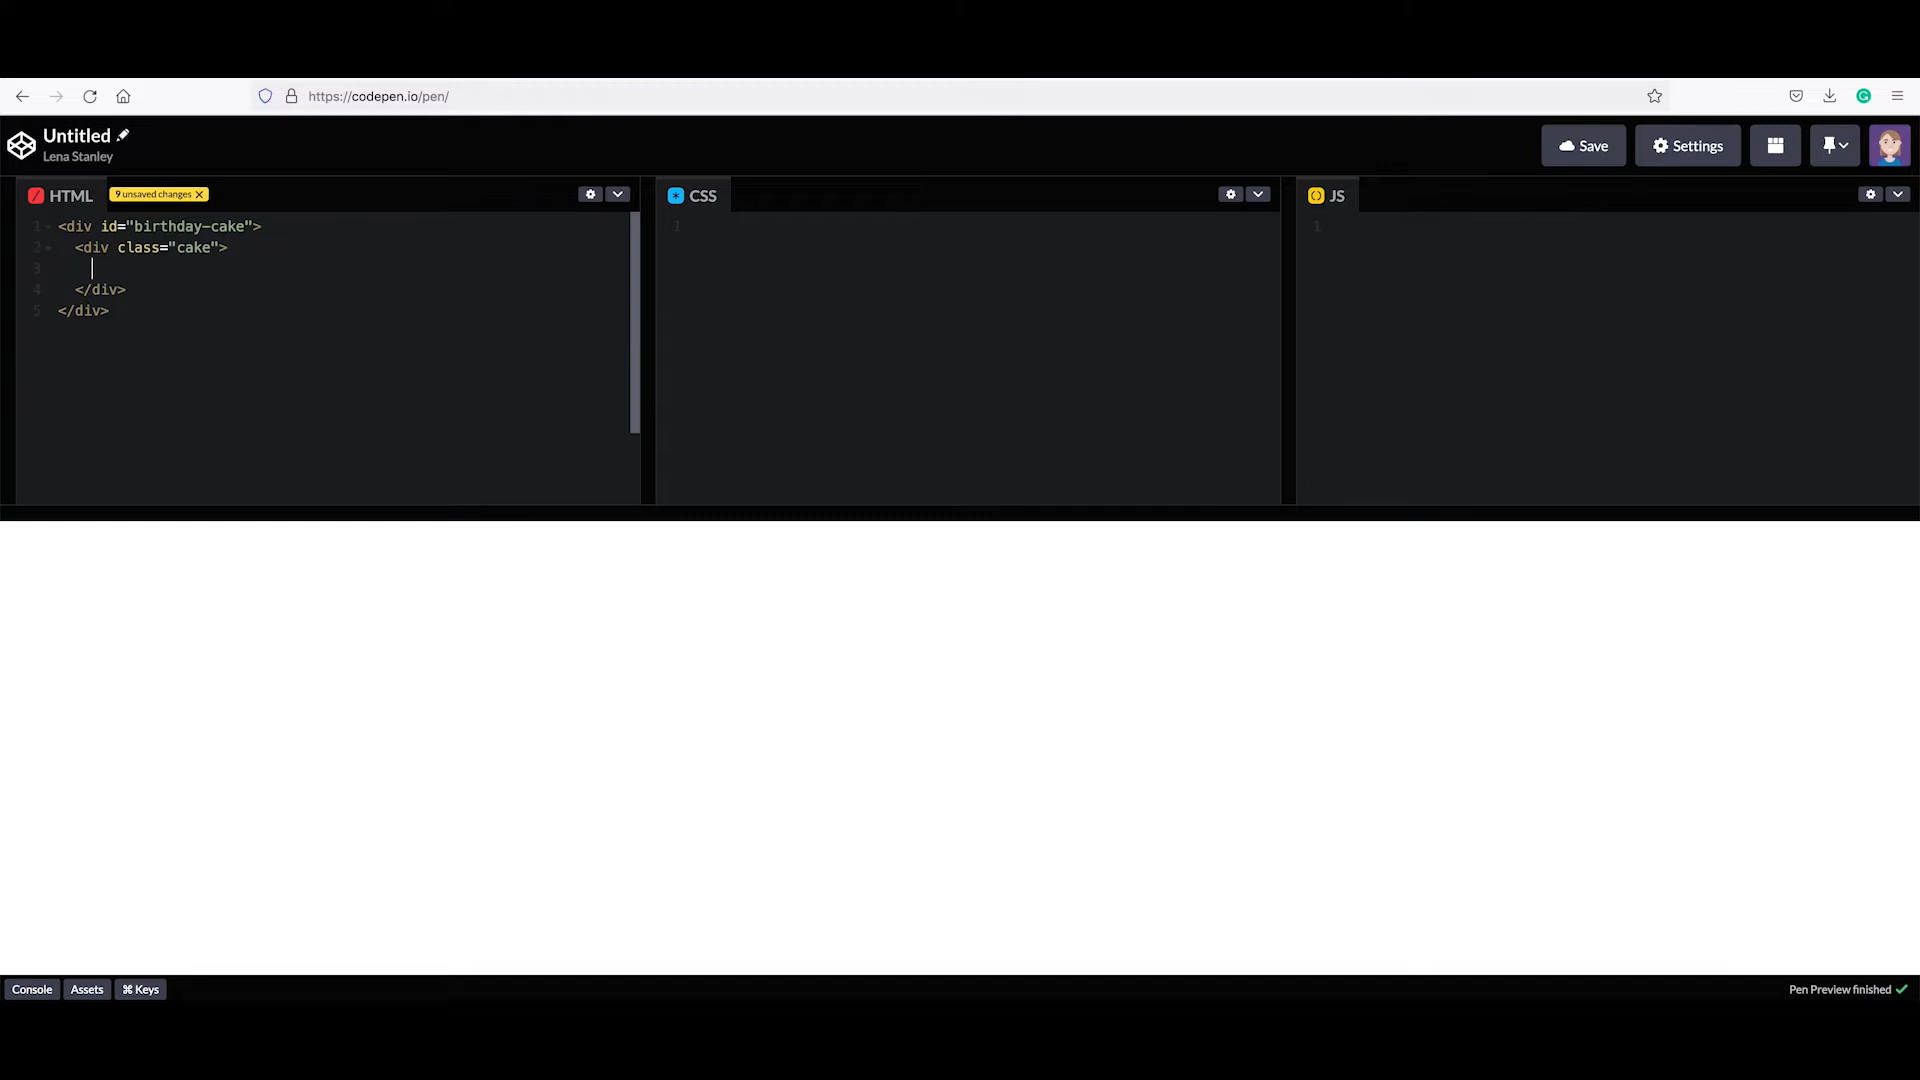 https://codepen.io/pen/
Untitled
Lena Stanley
Save
Settings
HTML
9 unsaved changes
CSS
JS
1 <div id="birthday-cake">
2 <div class="cake">
3
4 </div>
5 </div>
1
1
Console
Assets
⌘ Keys
Pen Preview finished